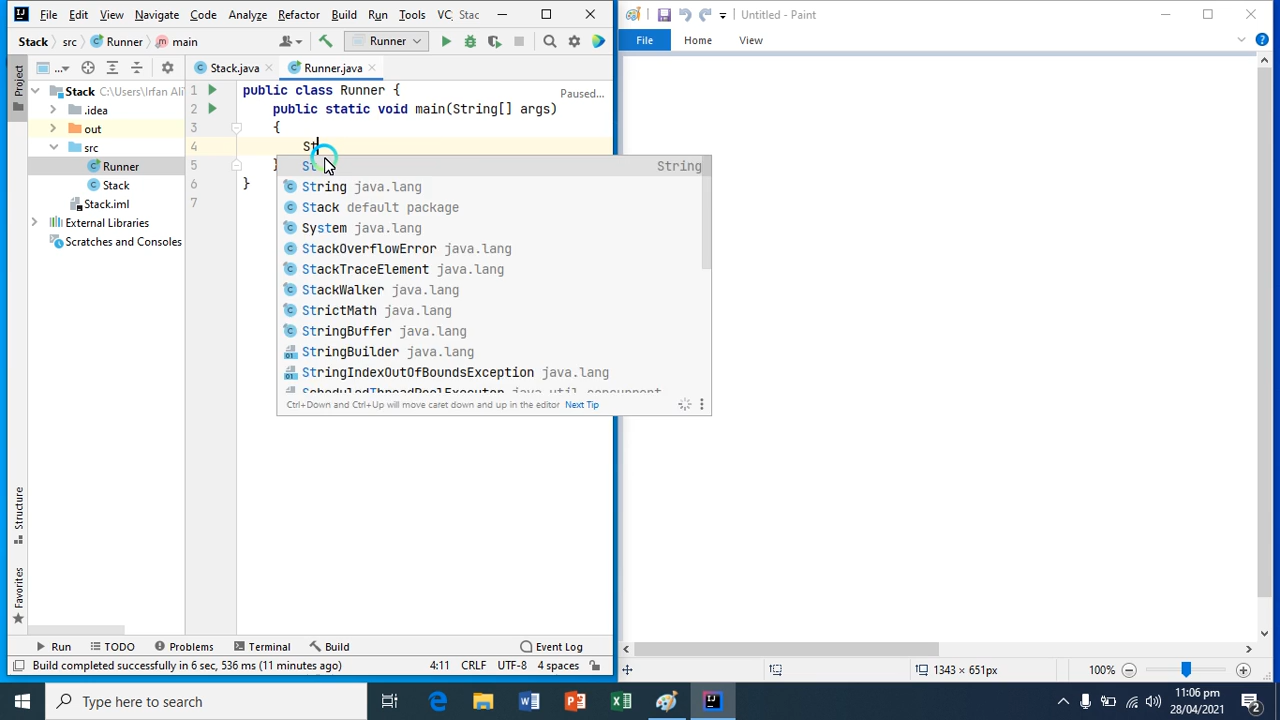 File Edit View Navigate Code Analyze Refactor Build Run Tools VC: Stac
Untitled - Paint
Stack src Runner main Runner
File Home View
Project
Stack.java Runner.java
Stack C:\Users\Irfan Ali
.idea
out
src
Runner
Stack
Stack.iml
External Libraries
Scratches and Consoles
1 public class Runner {
Paused...
2 public static void main(String[] args)
3 {
4 St
5 }
6 }
7
String
String java.lang
Stack default package
System java.lang
StackOverflowError java.lang
StackTraceElement java.lang
StackWalker java.lang
StrictMath java.lang
StringBuffer java.lang
StringBuilder java.lang
StringIndexOutOfBoundsException java.lang
ScheduledThreadPoolExecutor java.util.concurrent
Ctrl+Down and Ctrl+Up will move caret down and up in the editor Next Tip
Structure
Favorites
Run TODO Problems Terminal Build Event Log
Build completed successfully in 6 sec, 536 ms (11 minutes ago) 4:11 CRLF UTF-8 4 spaces
1343 × 651px 100%
Type here to search
11:06 pm
28/04/2021
2